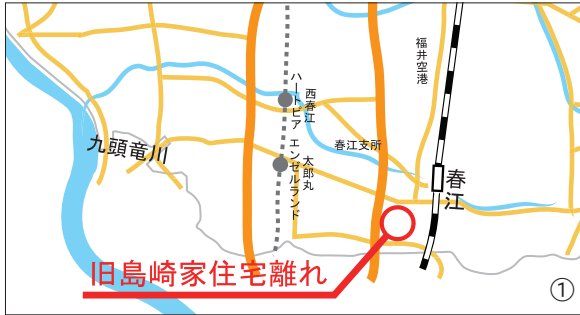 福井空港
西春江
ハートピア
九頭竜川
春江支所
太郎丸
エンゼルランド
春江
旧島崎家住宅離れ
①